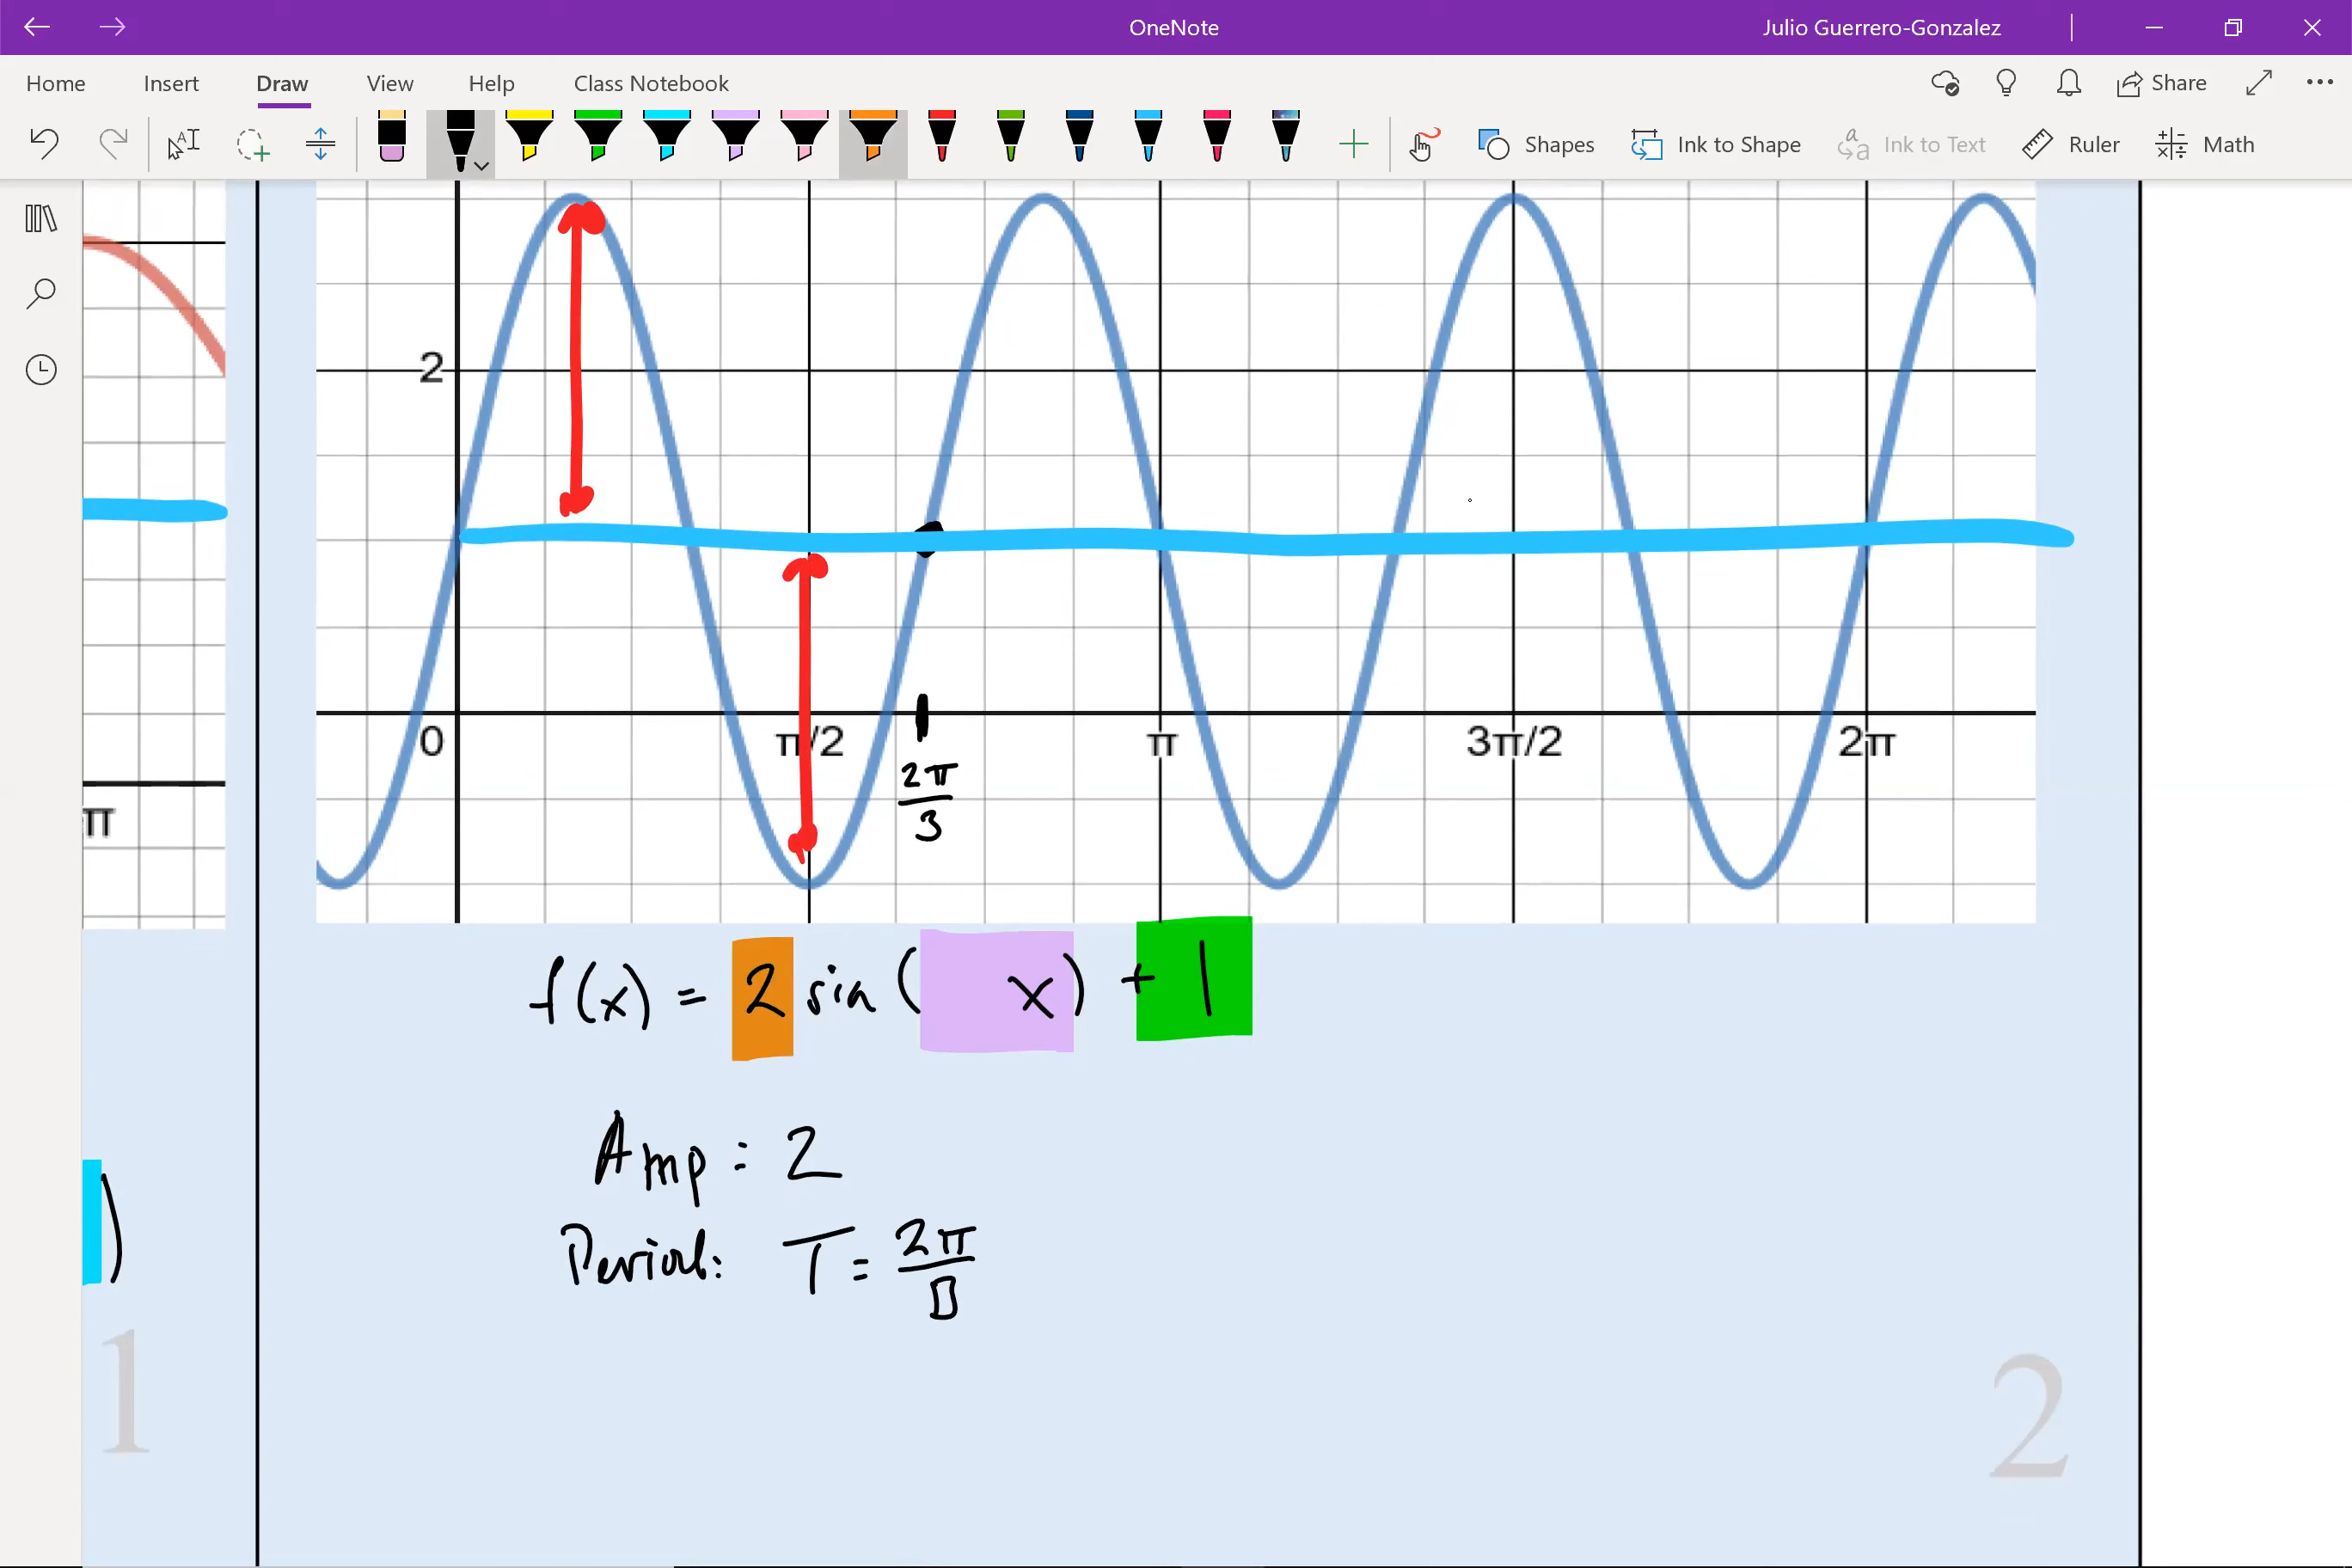 OneNote
Julio Guerrero-Gonzalez
Home Insert Draw View Help Class Notebook Share
Shapes Ink to Shape Ink to Text Ruler Math
2
0 π/2 π 3π/2 2π
2π/3
π
f(x) = 2 sin( x) + 1
Amp: 2
Period: T = 2π/B
)
1
2